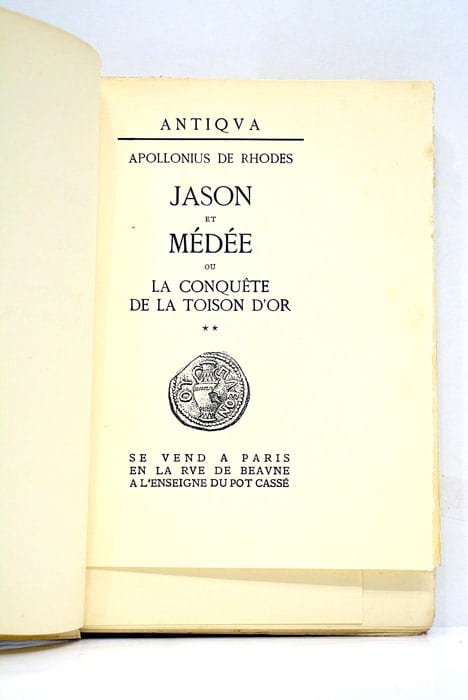 ANTIQVA
APOLLONIUS DE RHODES
JASON
ET
MÉDÉE
OU
LA CONQUÊTE
DE LA TOISON D'OR
★★
SE VEND A PARIS
EN LA RVE DE BEAVNE
A L'ENSEIGNE DU POT CASSÉ